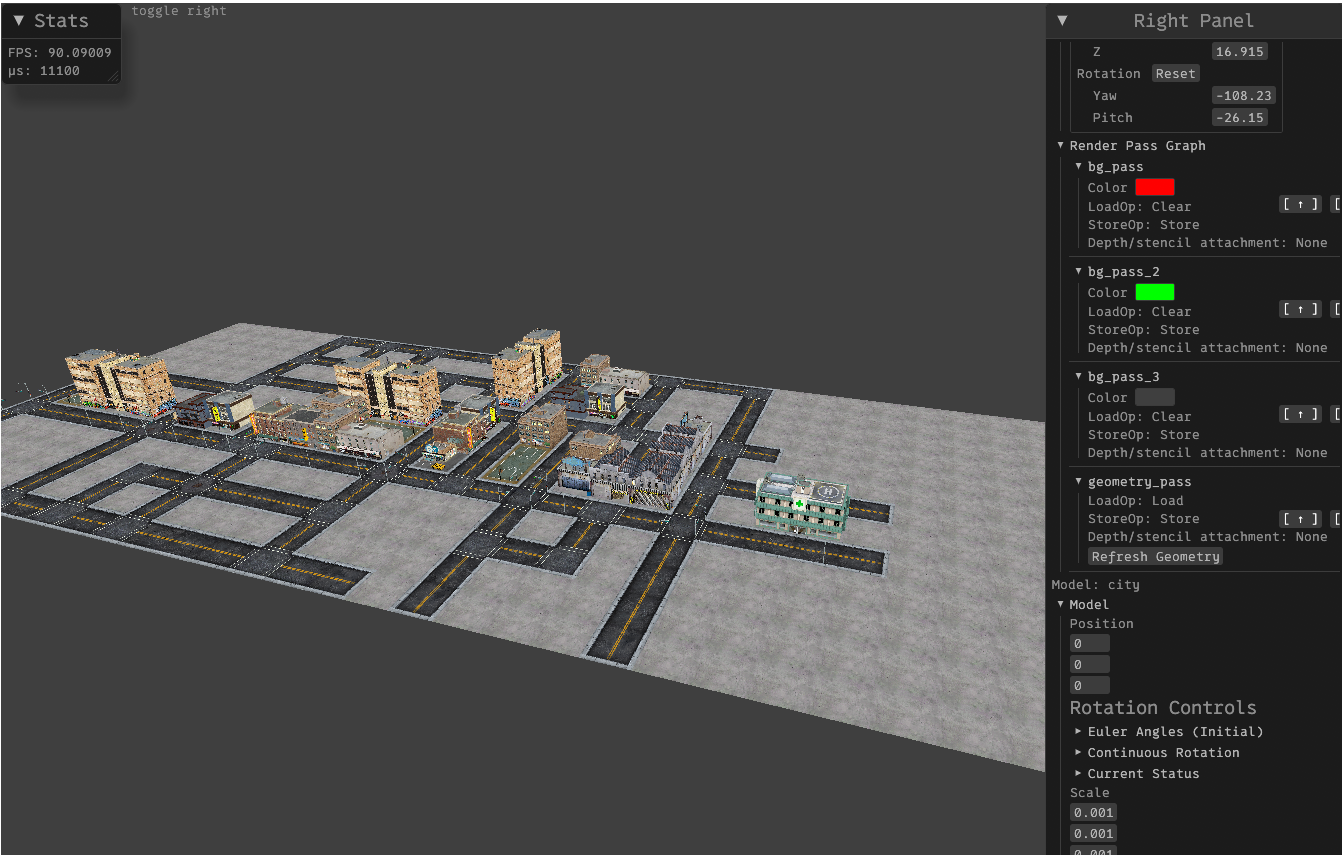 ▼ Stats
FPS: 90.09009
µs: 11100
toggle right
▼ Right Panel
Z 16.915
Rotation Reset
Yaw -108.23
Pitch -26.15
▼ Render Pass Graph
▼ bg_pass
Color
LoadOp: Clear [ ↑ ] [
StoreOp: Store
Depth/stencil attachment: None
▼ bg_pass_2
Color
LoadOp: Clear [ ↑ ] [
StoreOp: Store
Depth/stencil attachment: None
▼ bg_pass_3
Color
LoadOp: Clear [ ↑ ] [
StoreOp: Store
Depth/stencil attachment: None
▼ geometry_pass
LoadOp: Load
StoreOp: Store [ ↑ ] [
Depth/stencil attachment: None
Refresh Geometry
Model: city
▼ Model
Position
0
0
0
Rotation Controls
▸ Euler Angles (Initial)
▸ Continuous Rotation
▸ Current Status
Scale
0.001
0.001
0.001
H